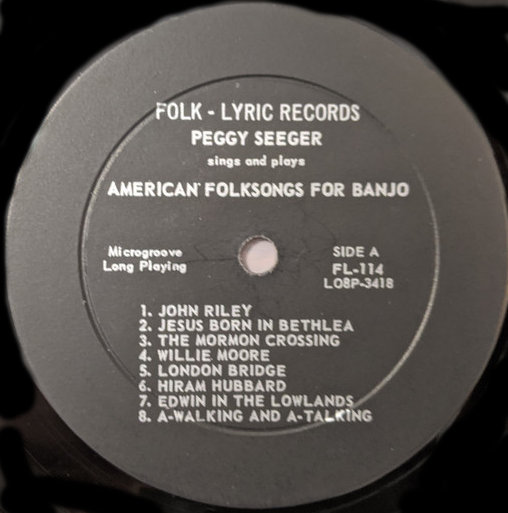 FOLK - LYRIC RECORDS
PEGGY SEEGER
sings and plays
AMERICAN FOLKSONGS FOR BANJO
Microgroove
Long Playing
SIDE A
FL-114
LO8P-3418
1. JOHN RILEY
2. JESUS BORN IN BETHLEA
3. THE MORMON CROSSING
4. WILLIE MOORE
5. LONDON BRIDGE
6. HIRAM HUBBARD
7. EDWIN IN THE LOWLANDS
8. A-WALKING AND A-TALKING